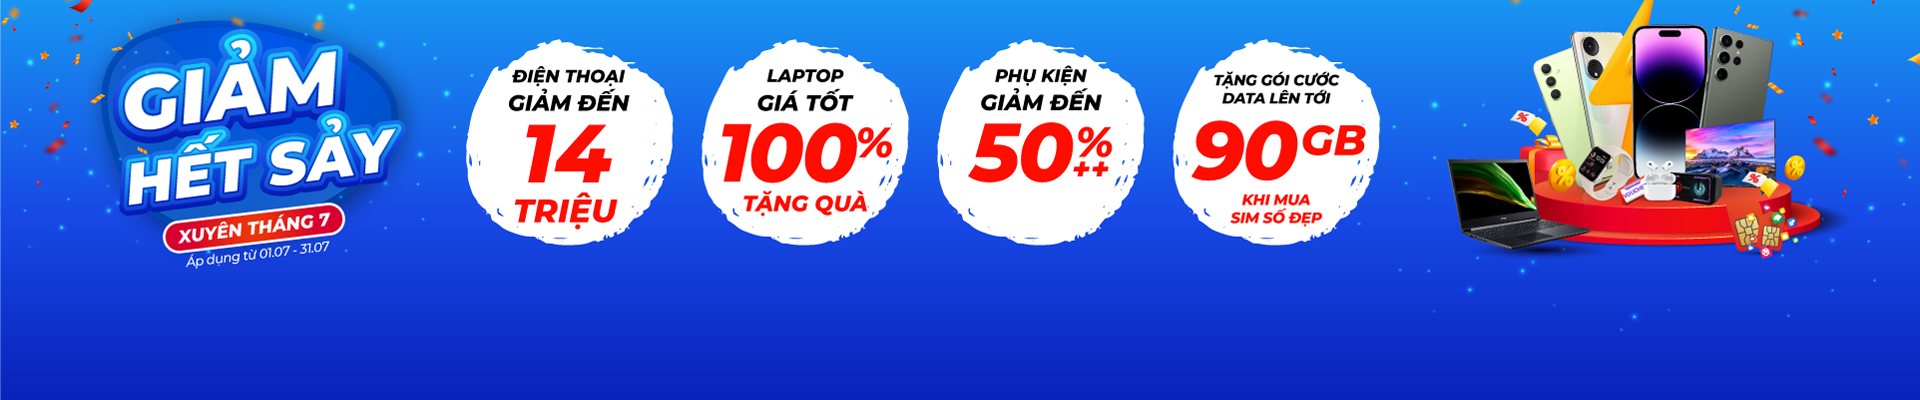 GIẢM
HẾT SẢY
XUYÊN THÁNG 7
Áp dụng từ 01.07 - 31.07
ĐIỆN THOẠI
GIẢM ĐẾN
14
TRIỆU
LAPTOP
GIÁ TỐT
100%
TẶNG QUÀ
PHỤ KIỆN
GIẢM ĐẾN
50%++
TẶNG GÓI CƯỚC
DATA LÊN TỚI
90GB
KHI MUA
SIM SỐ ĐẸP
%
%
%
%
VOUCHER